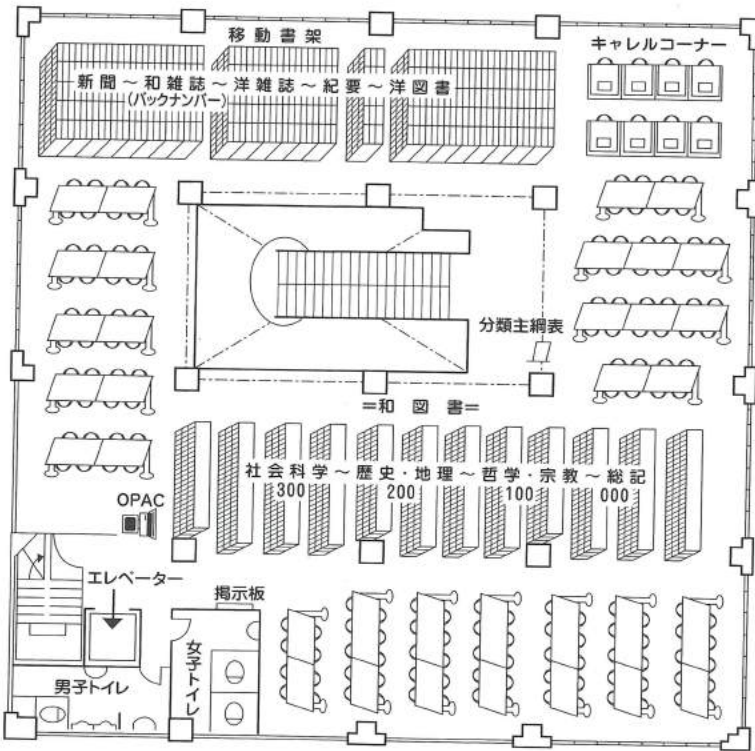 移動書架
キャレルコーナー
新聞～和雑誌～洋雑誌～紀要～洋図書
(バックナンバー)
分類主綱表
=和図書=
社会科学～歴史・地理～哲学・宗教～総記
300 200 100 000
OPAC
エレベーター
掲示板
女子トイレ
男子トイレ